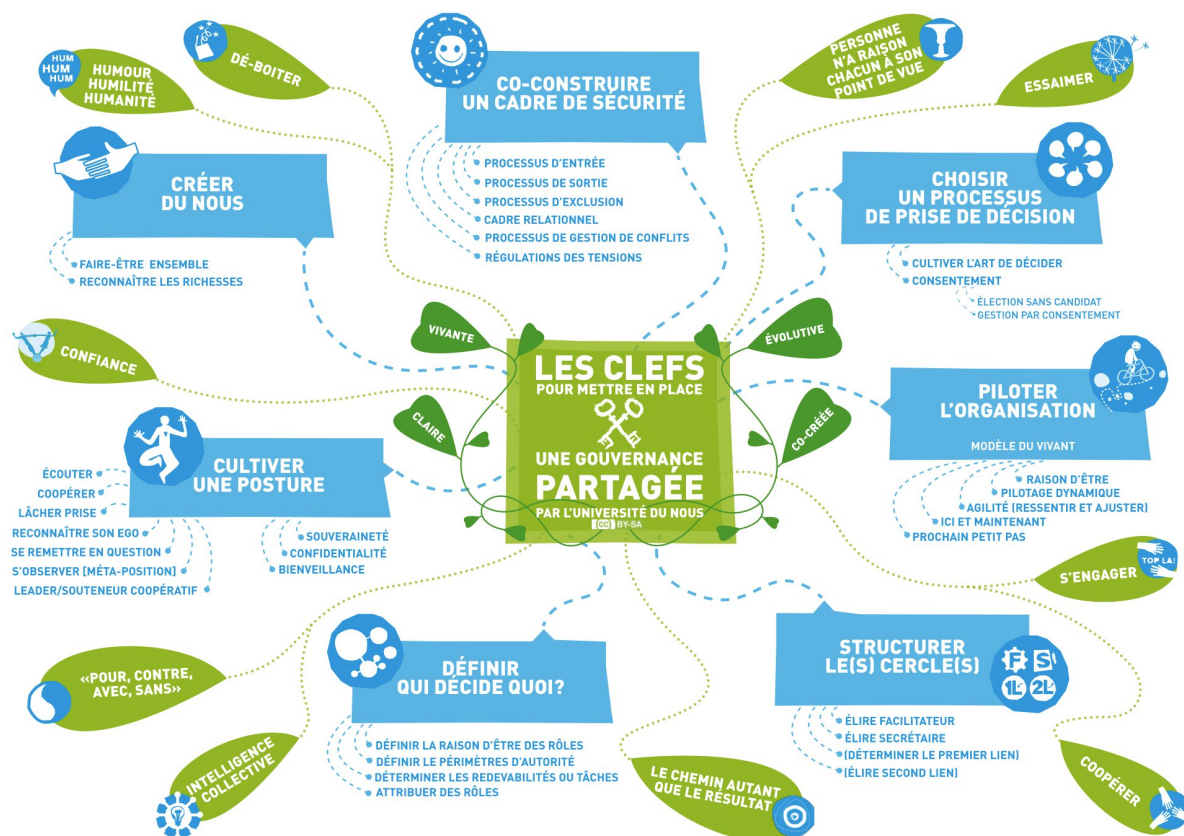 HUM
HUM
HUM
HUMOUR
HUMILITÉ
HUMANITÉ
DÉ-BOITER
CO-CONSTRUIRE
UN CADRE DE SÉCURITÉ
PROCESSUS D'ENTRÉE
PROCESSUS DE SORTIE
PROCESSUS D'EXCLUSION
CADRE RELATIONNEL
PROCESSUS DE GESTION DE CONFLITS
RÉGULATIONS DES TENSIONS
PERSONNE
N'A RAISON
CHACUN À SON
POINT DE VUE
ESSAIMER
CRÉER
DU NOUS
FAIRE-ÊTRE ENSEMBLE
RECONNAÎTRE LES RICHESSES
CHOISIR
UN PROCESSUS
DE PRISE DE DÉCISION
CULTIVER L'ART DE DÉCIDER
CONSENTEMENT
ÉLECTION SANS CANDIDAT
GESTION PAR CONSENTEMENT
CONFIANCE
VIVANTE
ÉVOLUTIVE
CLAIRE
CO-CRÉÉE
LES CLEFS
POUR METTRE EN PLACE
UNE GOUVERNANCE
PARTAGÉE
PAR L'UNIVERSITÉ DU NOUS
(CC) BY-SA
PILOTER
L'ORGANISATION
MODÈLE DU VIVANT
RAISON D'ÊTRE
PILOTAGE DYNAMIQUE
AGILITÉ (RESSENTIR ET AJUSTER)
ICI ET MAINTENANT
PROCHAIN PETIT PAS
CULTIVER
UNE POSTURE
ÉCOUTER
COOPÉRER
LÂCHER PRISE
RECONNAÎTRE SON EGO
SE REMETTRE EN QUESTION
S'OBSERVER [MÉTA-POSITION]
LEADER/SOUTENEUR COOPÉRATIF
SOUVERAINETÉ
CONFIDENTIALITÉ
BIENVEILLANCE
S'ENGAGER
TOP LA!
«POUR, CONTRE,
AVEC, SANS»
DÉFINIR
QUI DÉCIDE QUOI?
DÉFINIR LA RAISON D'ÊTRE DES RÔLES
DÉFINIR LE PÉRIMÈTRES D'AUTORITÉ
DÉTERMINER LES REDEVABILITÉS OU TÂCHES
ATTRIBUER DES RÔLES
STRUCTURER
LE(S) CERCLE(S)
F S
1L 2L
ÉLIRE FACILITATEUR
ÉLIRE SECRÉTAIRE
(DÉTERMINER LE PREMIER LIEN)
(ÉLIRE SECOND LIEN)
INTELLIGENCE
COLLECTIVE
LE CHEMIN AUTANT
QUE LE RÉSULTAT
COOPÉRER